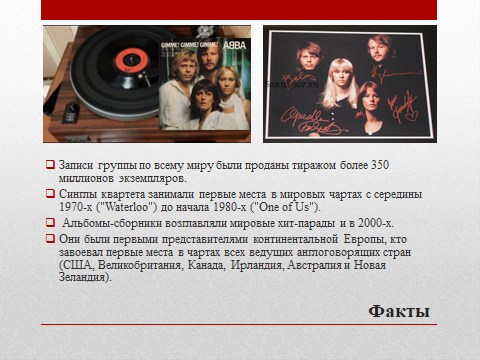 GIMME! GIMME! GIMME! ABBA
Записи группы по всему миру были проданы тиражом более 350
миллионов экземпляров.
Синглы квартета занимали первые места в мировых чартах с середины
1970-х ("Waterloo") до начала 1980-х ("One of Us").
Альбомы-сборники возглавляли мировые хит-парады и в 2000-х.
Они были первыми представителями континентальной Европы, кто
завоевал первые места в чартах всех ведущих англоговорящих стран
(США, Великобритания, Канада, Ирландия, Австралия и Новая
Зеландия).
Факты